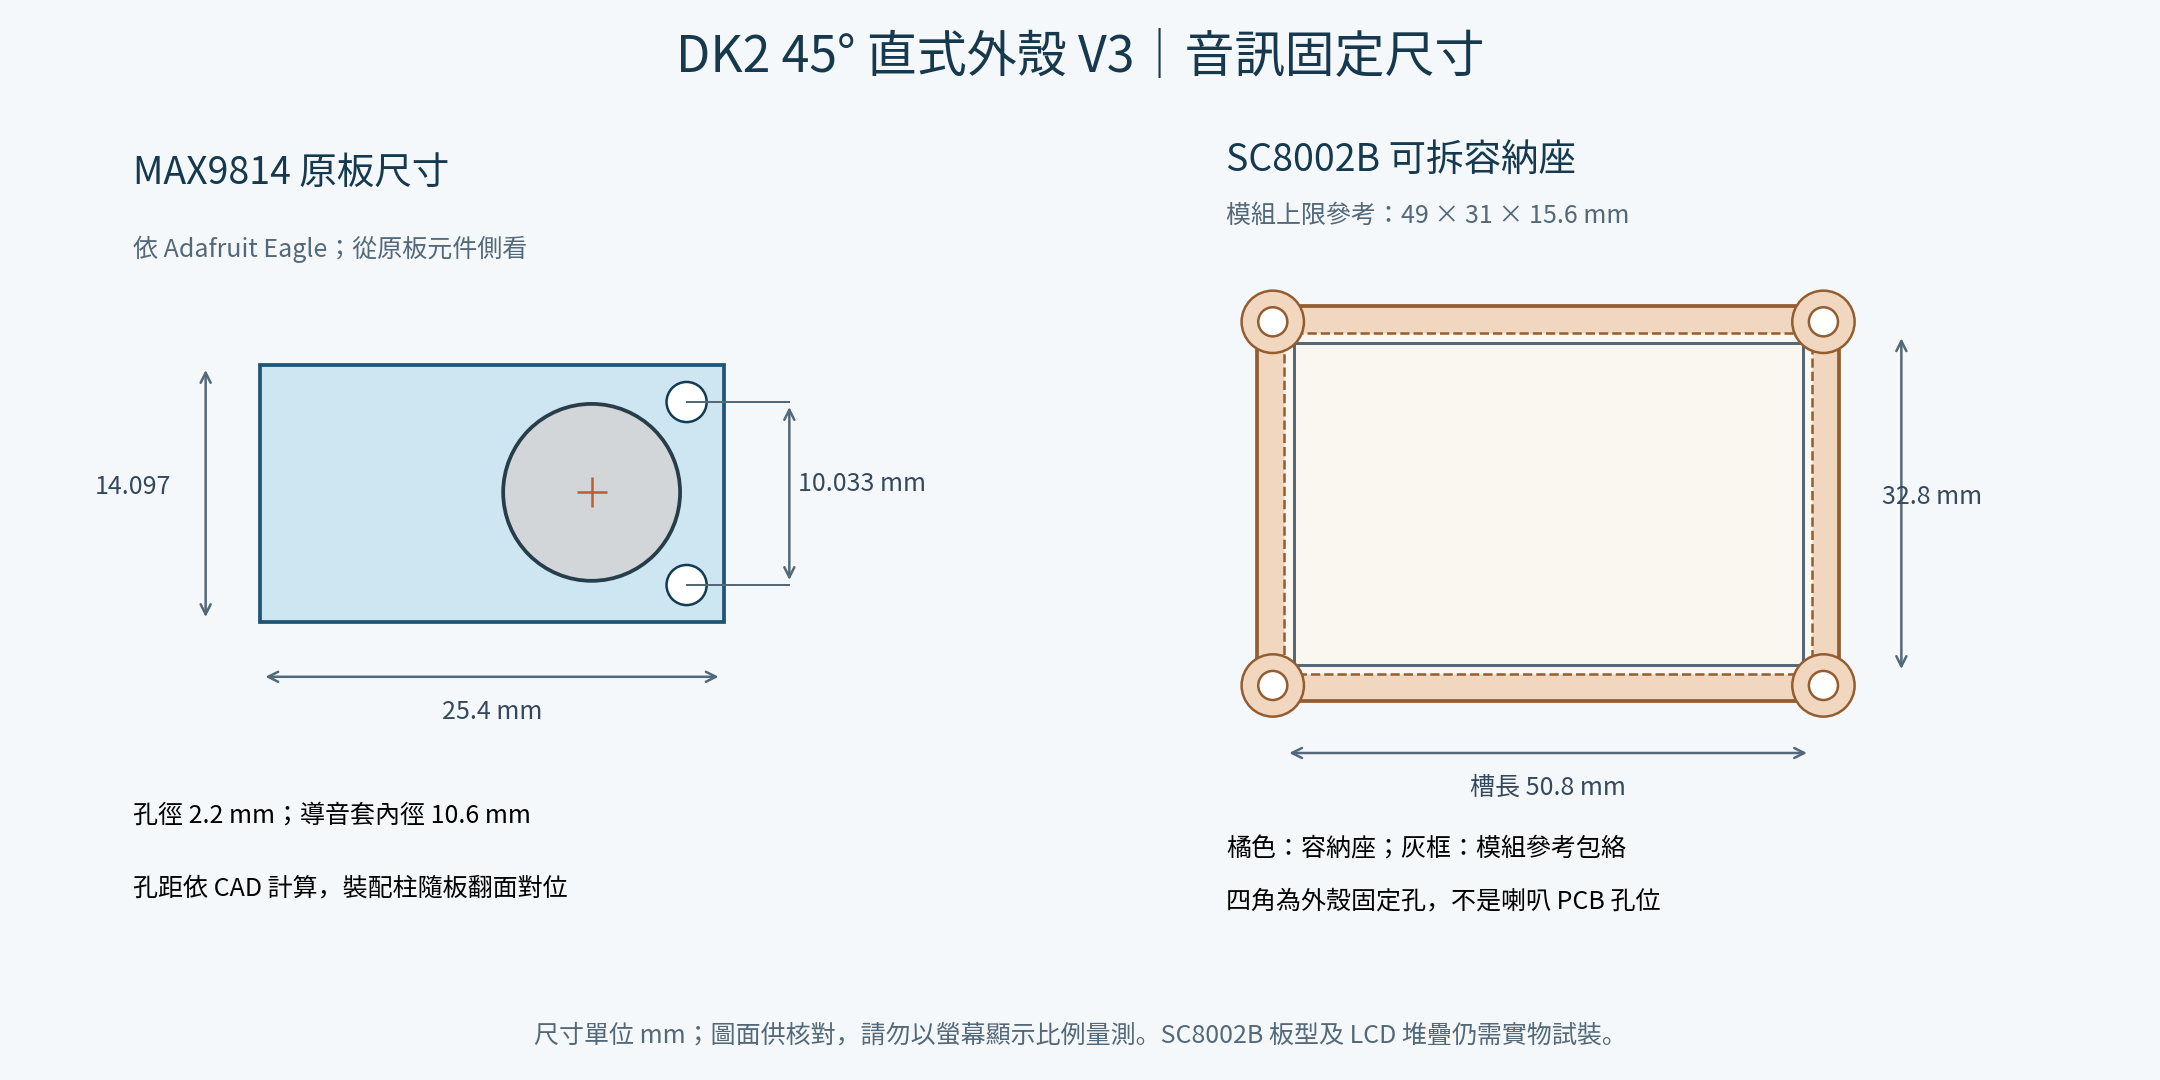 DK2 45° 直式外殼 V3｜音訊固定尺寸
MAX9814 原板尺寸
依 Adafruit Eagle；從原板元件側看
14.097
10.033 mm
25.4 mm
孔徑 2.2 mm；導音套內徑 10.6 mm
孔距依 CAD 計算，裝配柱隨板翻面對位
SC8002B 可拆容納座
模組上限參考：49 × 31 × 15.6 mm
32.8 mm
槽長 50.8 mm
橘色：容納座；灰框：模組參考包絡
四角為外殼固定孔，不是喇叭 PCB 孔位
尺寸單位 mm；圖面供核對，請勿以螢幕顯示比例量測。SC8002B 板型及 LCD 堆疊仍需實物試裝。